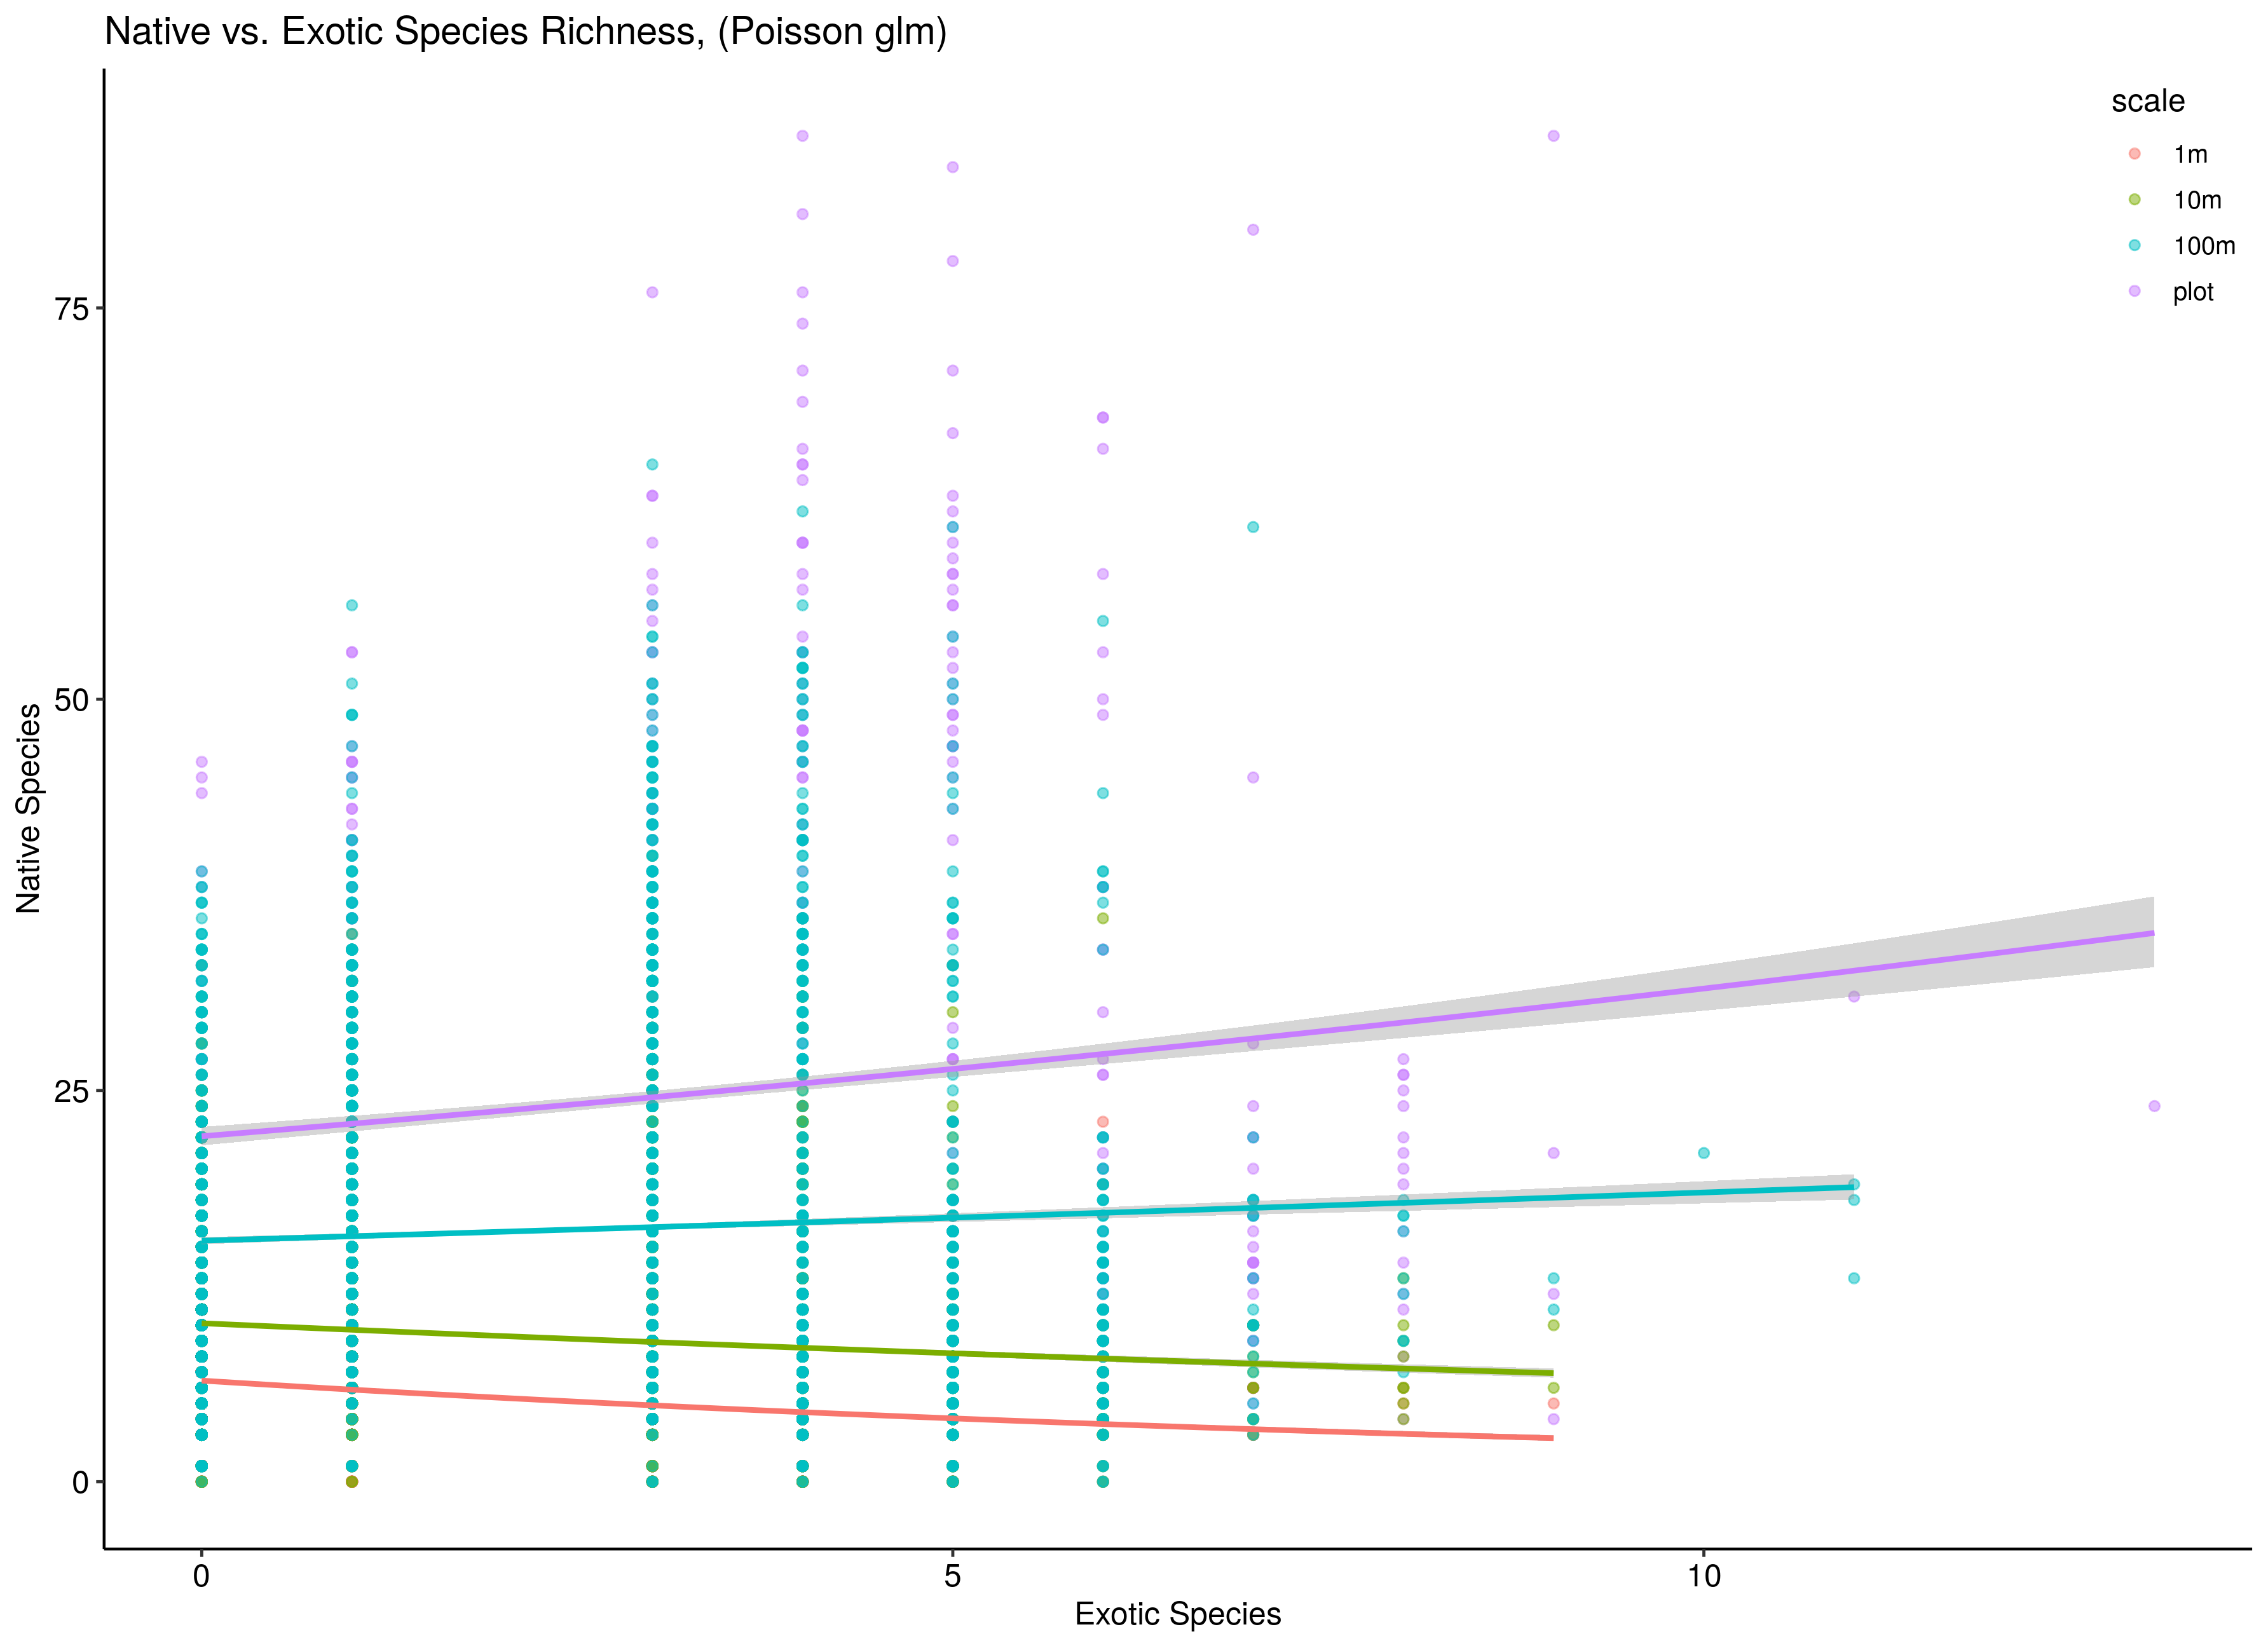 Native vs. Exotic Species Richness, (Poisson glm)
scale
1m
10m
100m
plot
75
50
25
0
Native Species
0 5 10
Exotic Species